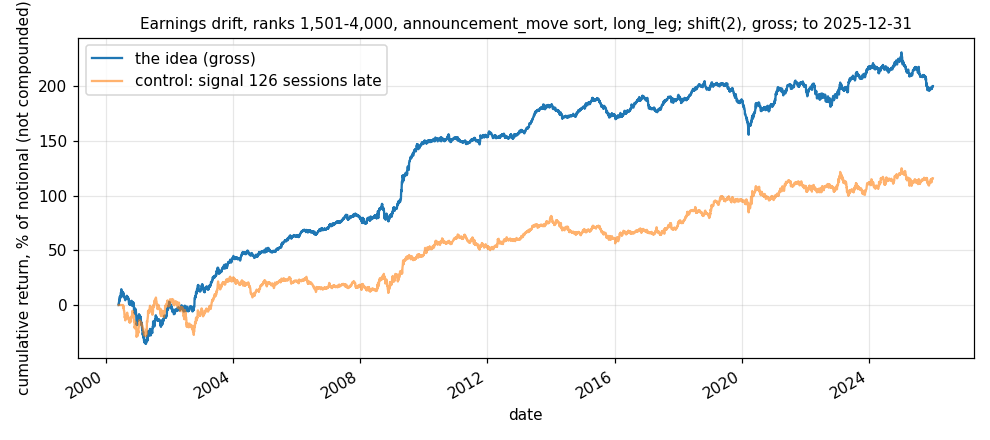 Earnings drift, ranks 1,501-4,000, announcement_move sort, long_leg; shift(2), gross; to 2025-12-31
cumulative return, % of notional (not compounded)
the idea (gross)
control: signal 126 sessions late
200
150
100
50
0
2000
2004
2008
2012
2016
2020
2024
date